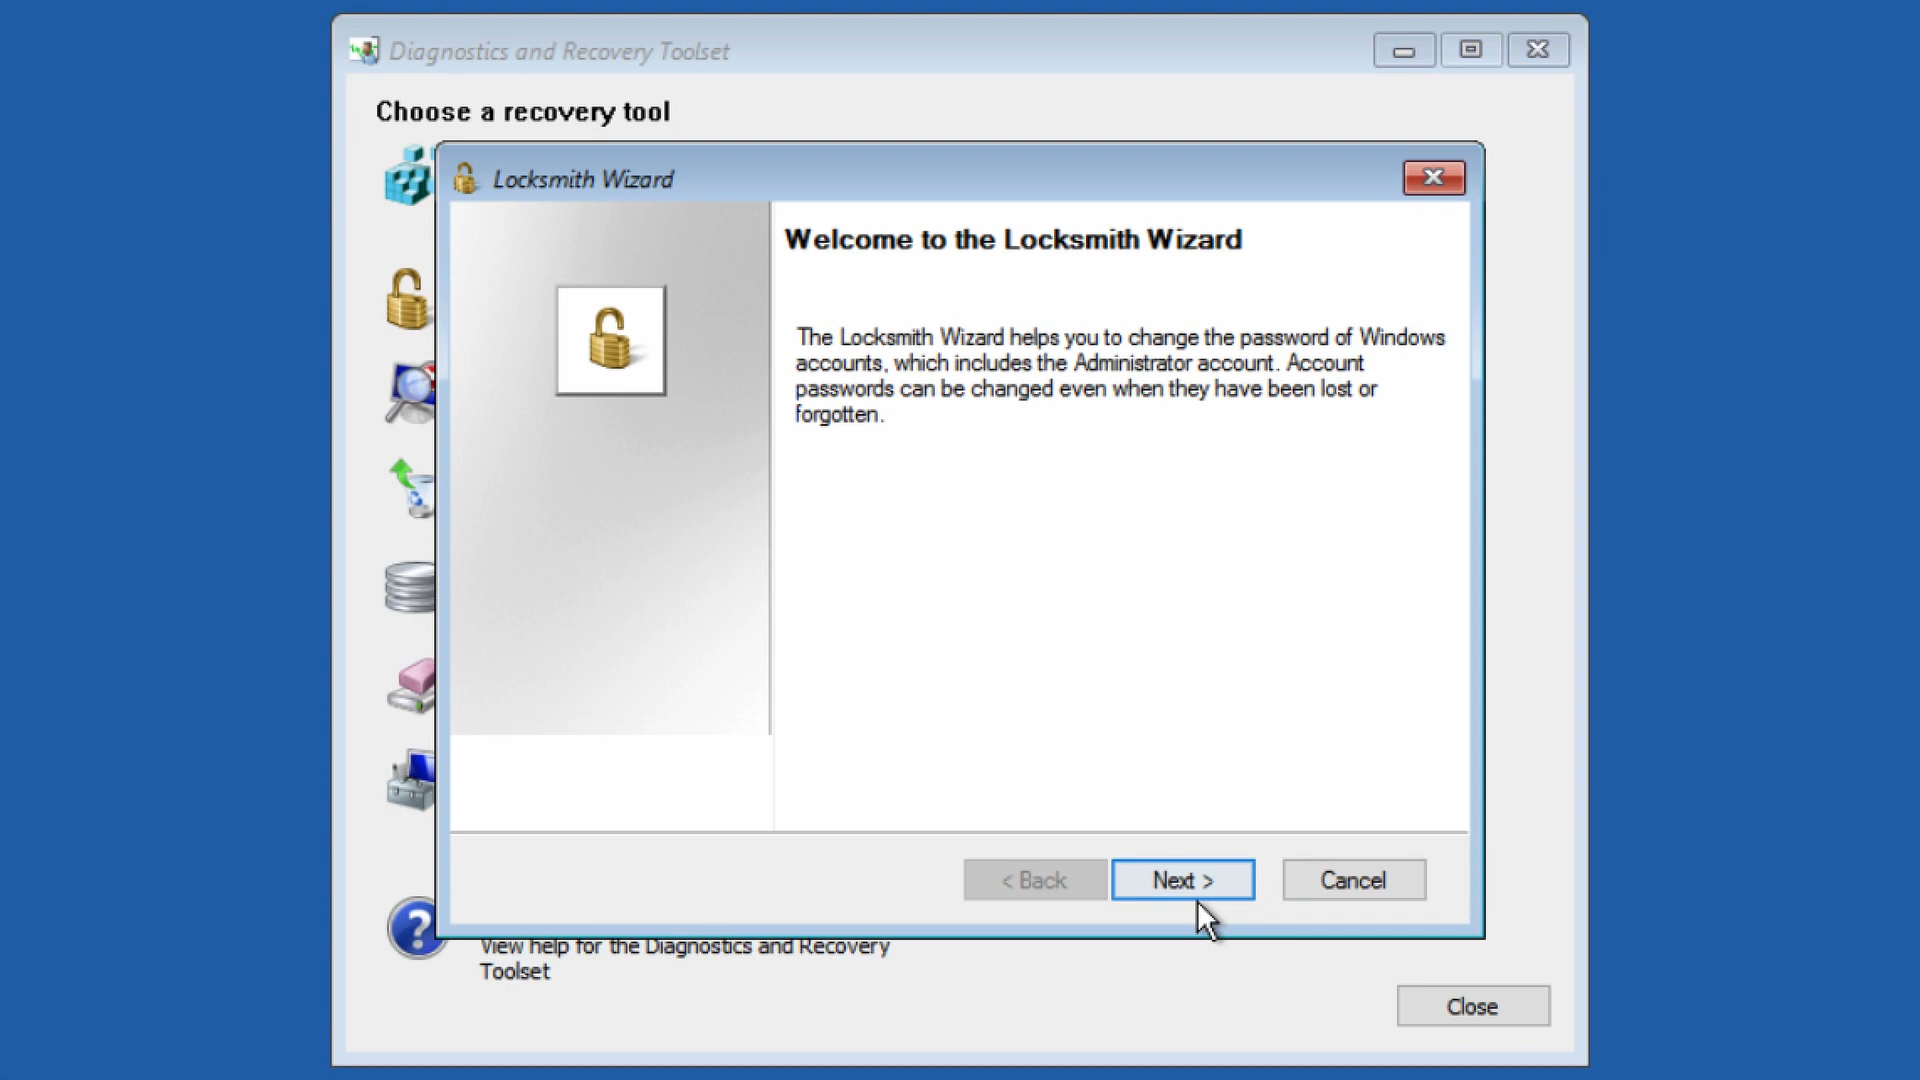 Diagnostics and Recovery Toolset
Choose a recovery tool
Locksmith Wizard
Welcome to the Locksmith Wizard
The Locksmith Wizard helps you to change the password of Windows
accounts, which includes the Administrator account. Account
passwords can be changed even when they have been lost or
forgotten.
< Back
Next >
Cancel
?
View help for the Diagnostics and Recovery
Toolset
Close